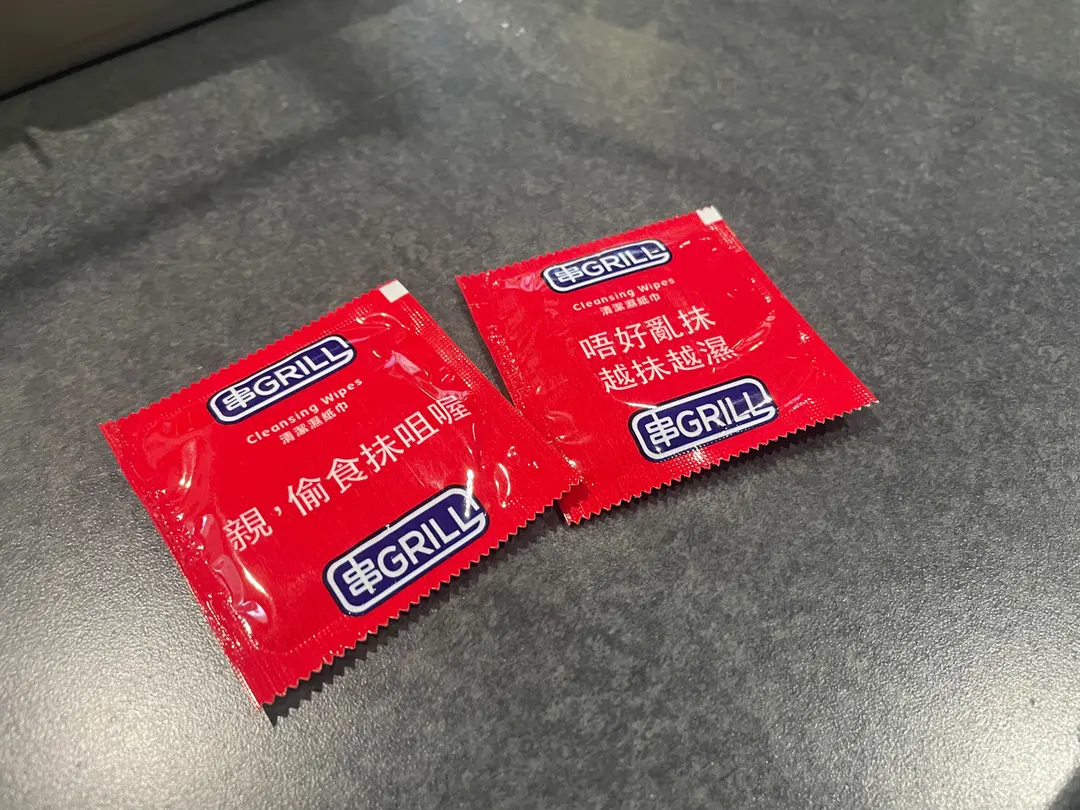 串GRILL
Cleansing Wipes
清潔濕紙巾
親，偷食抹咀喔
串GRILL
串GRILL
Cleansing Wipes
清潔濕紙巾
唔好亂抹
越抹越濕
串GRILL